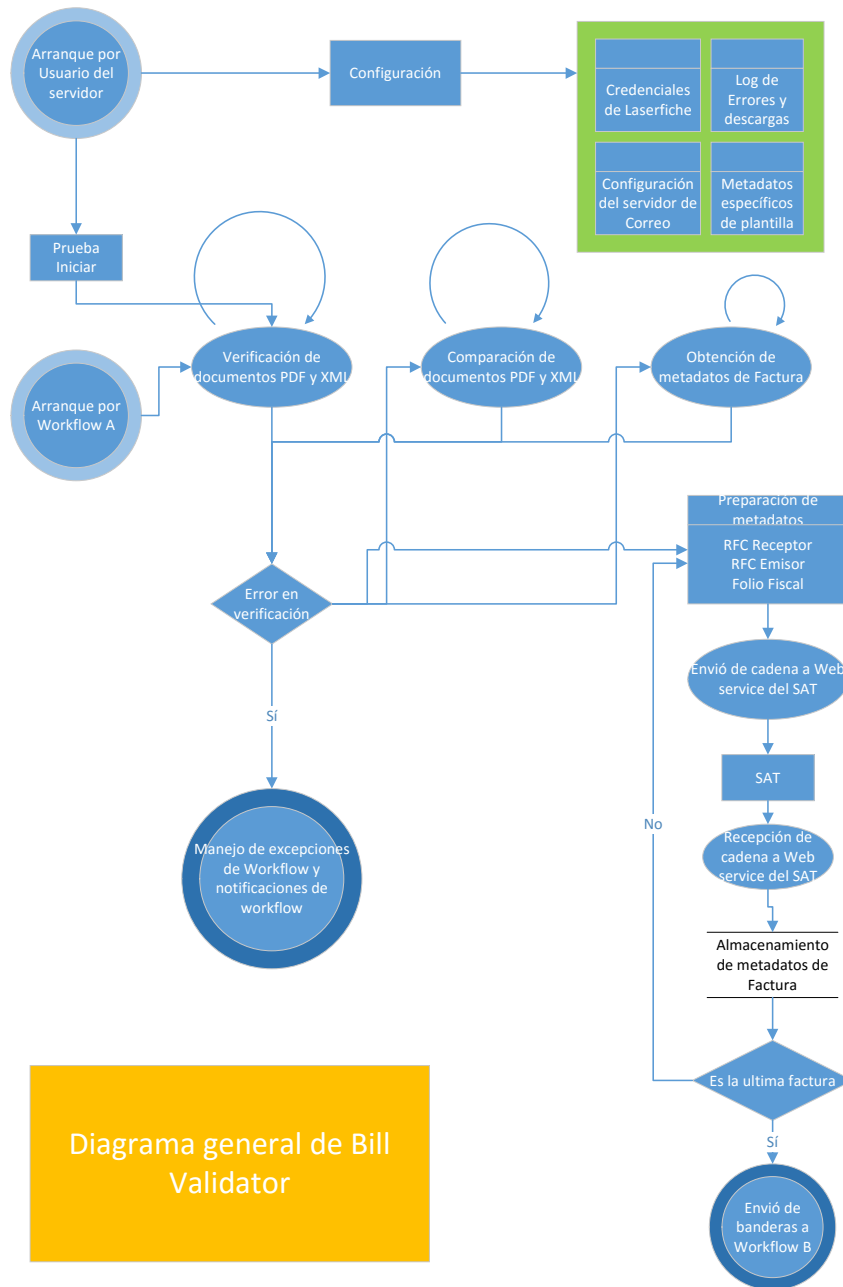 Arranque por
Usuario del
servidor
Configuración
Credenciales
de Laserfiche
Log de
Errores y
descargas
Configuración
del servidor de
Correo
Metadatos
específicos
de plantilla
Prueba
Iniciar
Verificación de
documentos PDF y XML
Comparación de
documentos PDF y XML
Obtención de
metadatos de Factura
Arranque por
Workflow A
Preparación de
metadatos
RFC Receptor
RFC Emisor
Folio Fiscal
Error en
verificación
Envió de cadena a Web
service del SAT
Sí
SAT
No
Recepción de
cadena a Web
service del SAT
Manejo de excepciones
de Workflow y
notificaciones de
workflow
Almacenamiento
de metadatos de
Factura
Es la ultima factura
Sí
Diagrama general de Bill
Validator
Envió de
banderas a
Workflow B